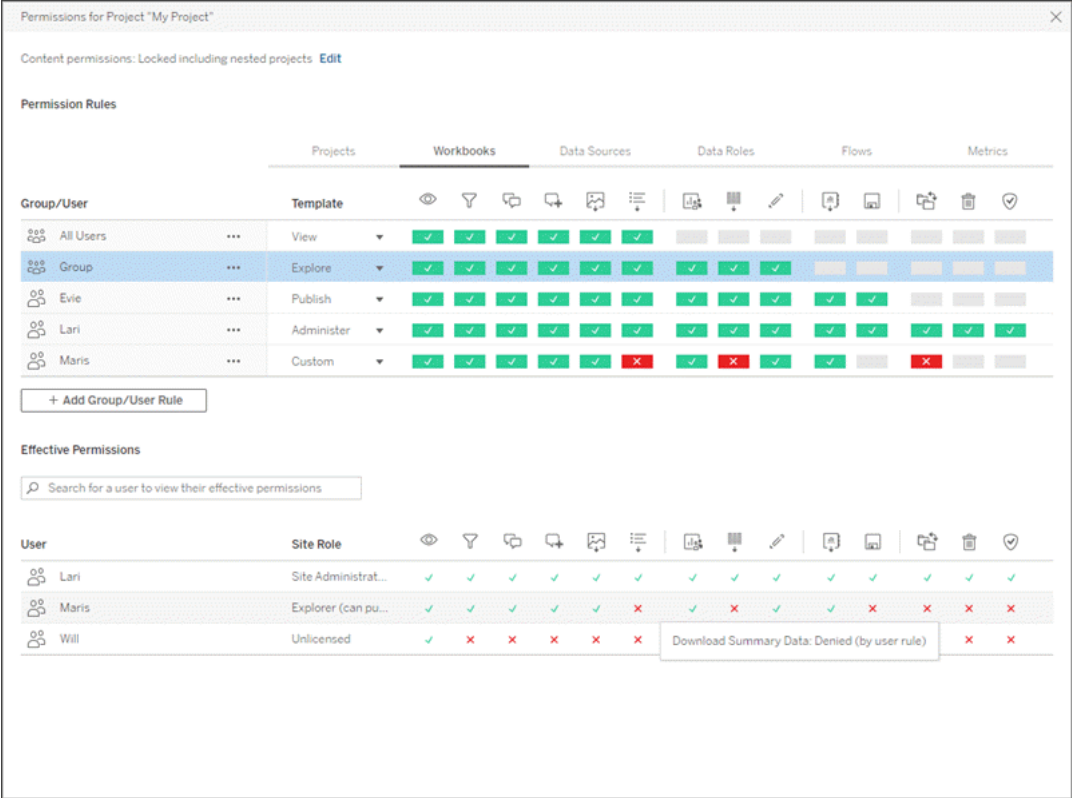 Permissions for Project "My Project"
Content permissions: Locked including nested projects Edit
Permission Rules
Projects Workbooks Data Sources Data Roles Flows Metrics
Group/User Template
All Users ... View
Group ... Explore
Evie ... Publish
Lari ... Administer
Maris ... Custom
+ Add Group/User Rule
Effective Permissions
Search for a user to view their effective permissions
User Site Role
Lari Site Administrat...
Maris Explorer (can pu...
Will Unlicensed
Download Summary Data: Denied (by user rule)